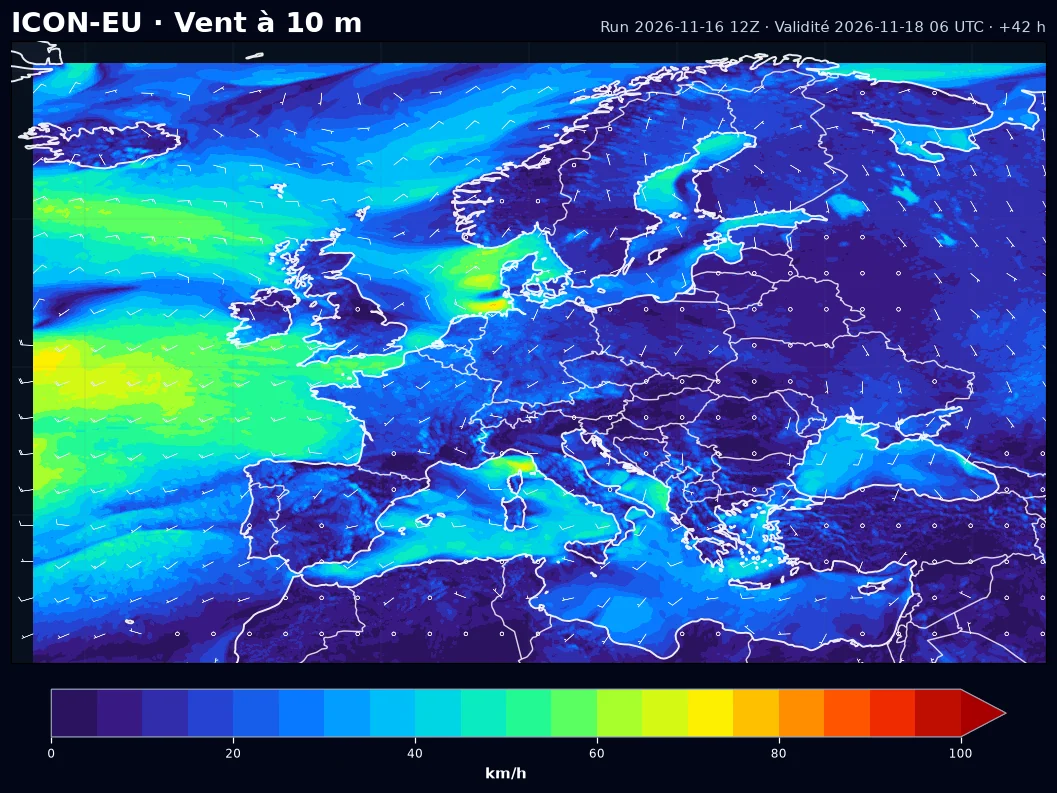 ICON-EU · Vent à 10 m
Run 2026-11-16 12Z · Validité 2026-11-18 06 UTC · +42 h
0 20 40 60 80 100
km/h